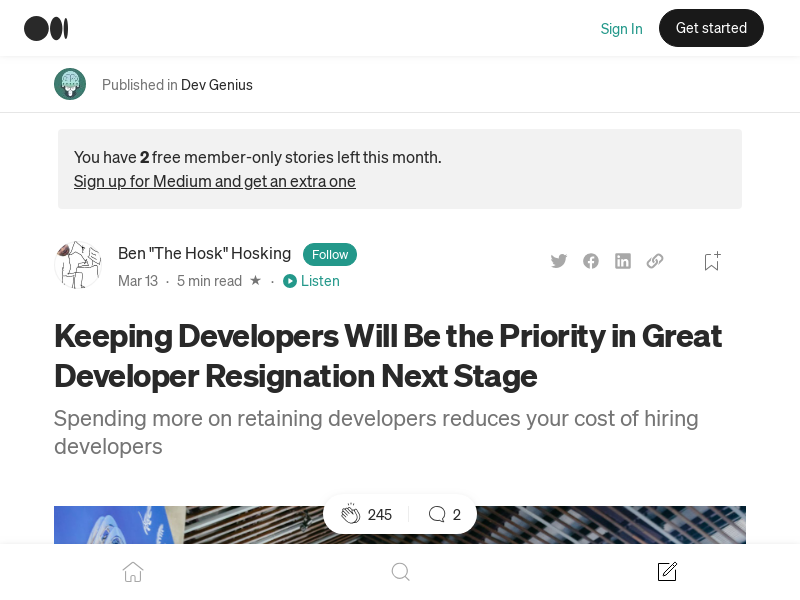 Sign In
Get started
Published in Dev Genius
You have 2 free member-only stories left this month.
Sign up for Medium and get an extra one
Ben "The Hosk" Hosking
Follow
Mar 13 · 5 min read ★ · Listen
Keeping Developers Will Be the Priority in Great
Developer Resignation Next Stage
Spending more on retaining developers reduces your cost of hiring
developers
245
2